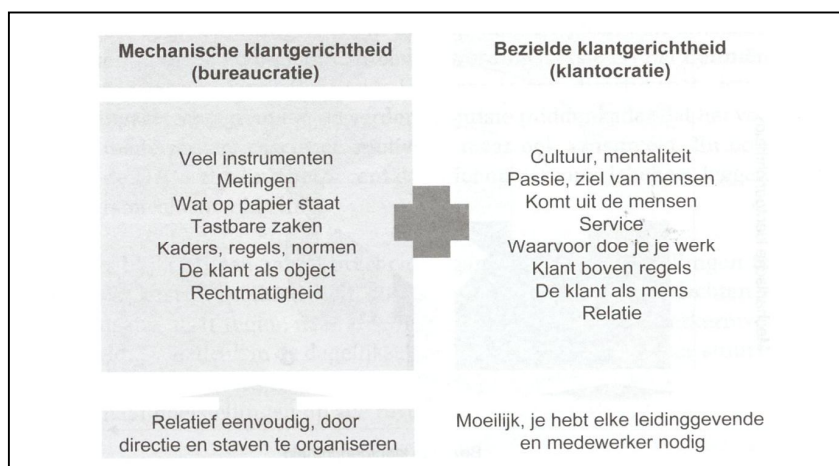 Mechanische klantgerichtheid
(bureaucratie)
Veel instrumenten
Metingen
Wat op papier staat
Tastbare zaken
Kaders, regels, normen
De klant als object
Rechtmatigheid
Relatief eenvoudig, door
directie en staven te organiseren
Bezielde klantgerichtheid
(klantocratie)
Cultuur, mentaliteit
Passie, ziel van mensen
Komt uit de mensen
Service
Waarvoor doe je je werk
Klant boven regels
De klant als mens
Relatie
Moeilijk, je hebt elke leidinggevende
en medewerker nodig